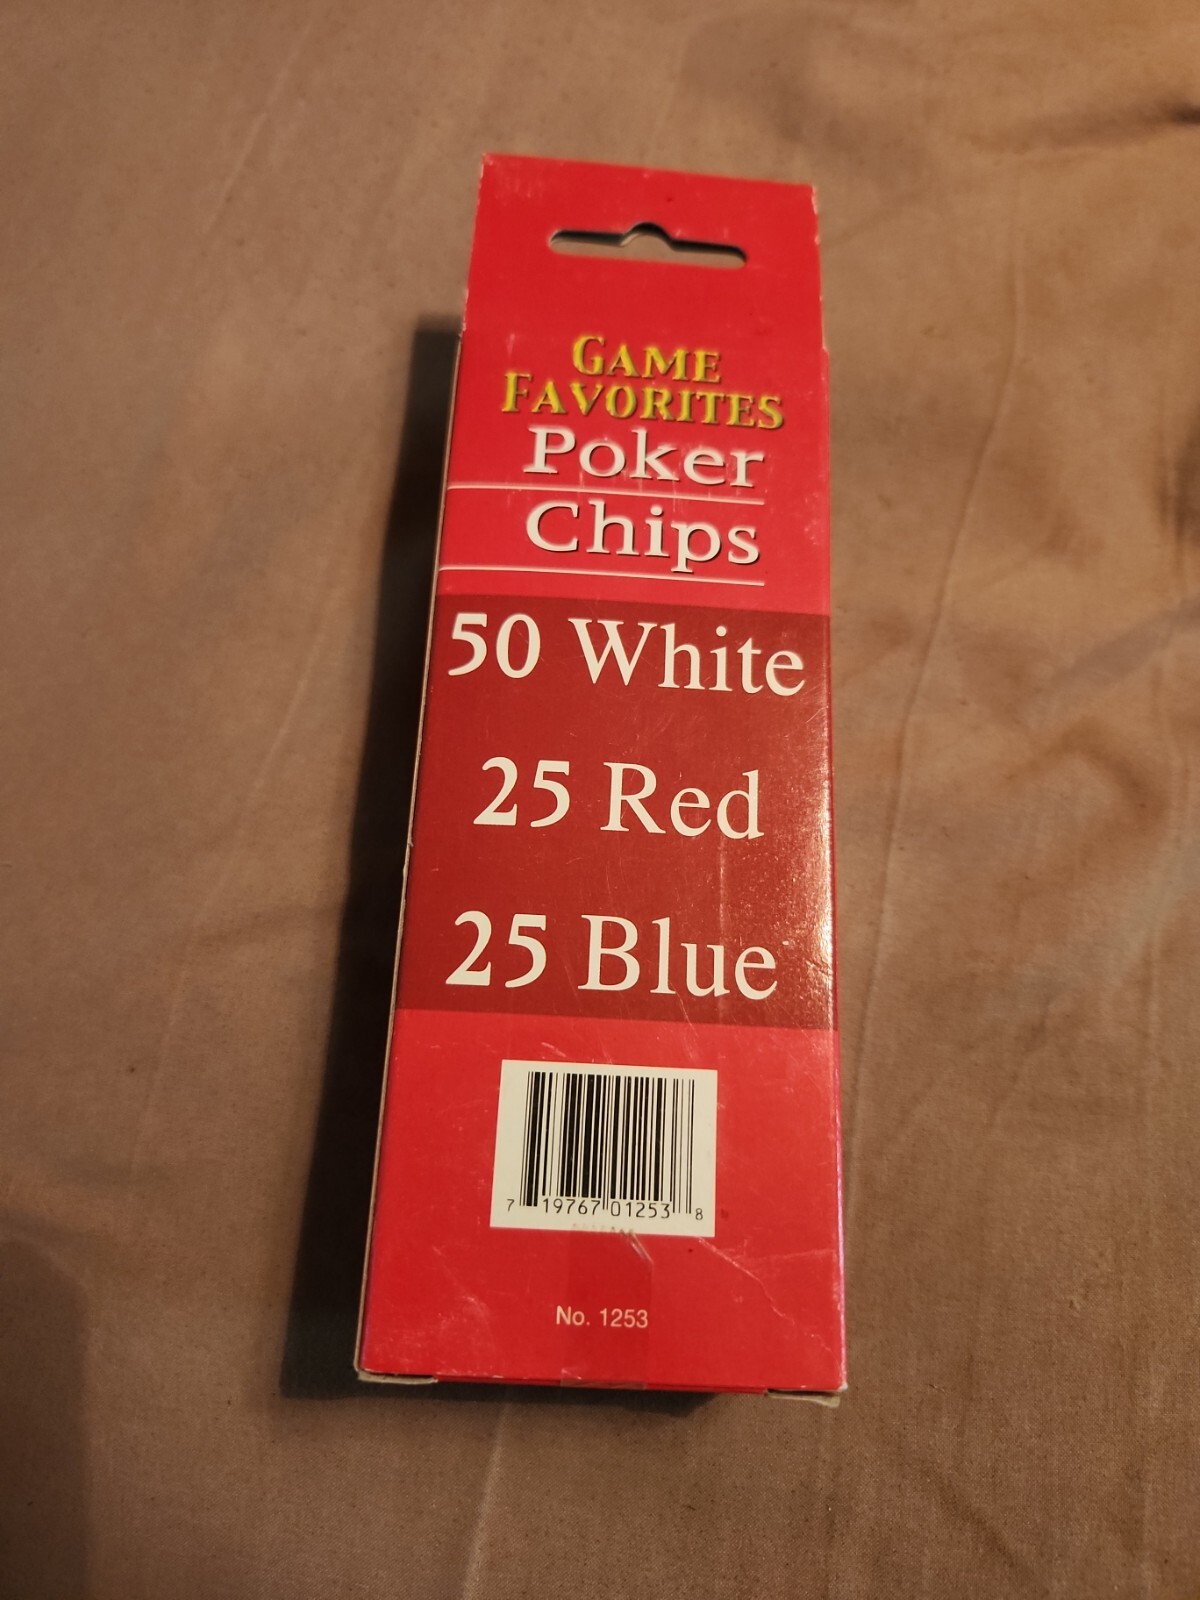 GAME
FAVORITES
Poker
Chips
50 White
25 Red
25 Blue
7 19767 01253 8
No. 1253